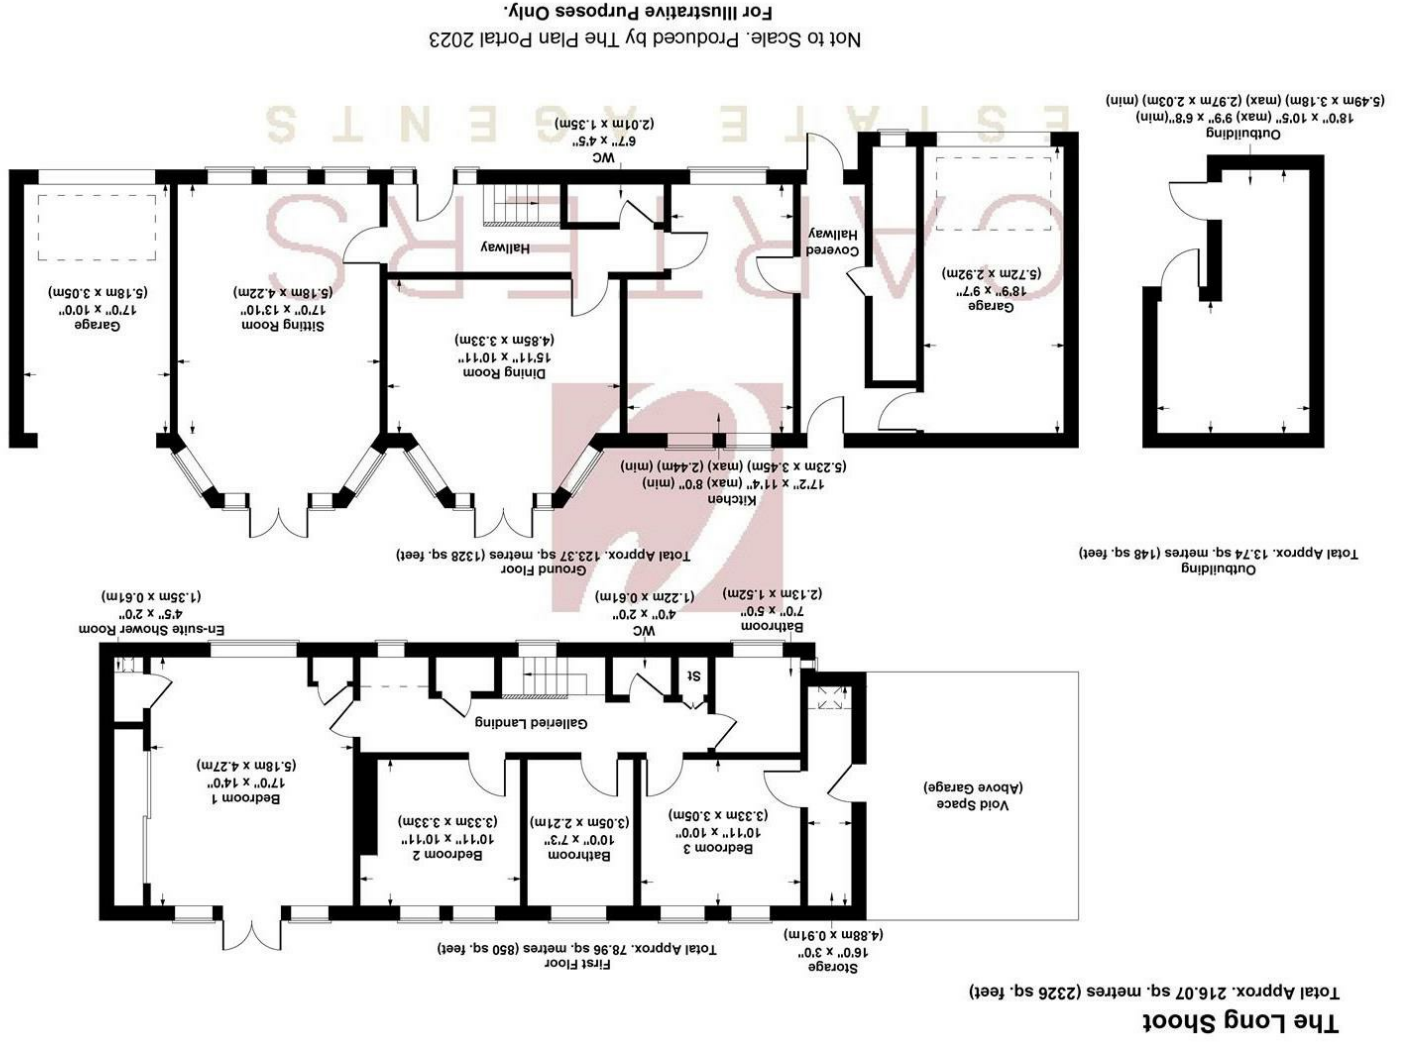 The Long Shoot
Total Approx. 216.07 sq. metres (2326 sq. feet)
First Floor
Total Approx. 78.96 sq. metres (850 sq. feet)
Storage
16'0" x 3'0"
(4.88m x 0.91m)
Void Space
(Above Garage)
Bedroom 3
10'11" x 10'0"
(3.33m x 3.05m)
Bathroom
10'0" x 7'3"
(3.05m x 2.21m)
Bedroom 2
10'11" x 10'11"
(3.33m x 3.33m)
Bedroom 1
17'0" x 14'0"
(5.18m x 4.27m)
Galleried Landing
St
Bathroom
7'0" x 5'0"
(2.13m x 1.52m)
WC
4'0" x 2'0"
(1.22m x 0.61m)
En-suite Shower Room
4'5" x 2'0"
(1.35m x 0.61m)
Outbuilding
Total Approx. 13.74 sq. metres (148 sq. feet)
Ground Floor
Total Approx. 123.37 sq. metres (1328 sq. feet)
Kitchen
17'2" x 11'4" (max) 8'0" (min)
(5.23m x 3.45m) (max) (2.44m) (min)
Dining Room
15'11" x 10'11"
(4.85m x 3.33m)
Garage
18'9" x 9'7"
(5.72m x 2.92m)
Sitting Room
17'0" x 13'10"
(5.18m x 4.22m)
Garage
17'0" x 10'0"
(5.18m x 3.05m)
Covered
Hallway
Hallway
CARTERS
WC
6'7" x 4'5"
(2.01m x 1.35m)
Outbuilding
18'0" x 10'5" (max) 9'9" x 6'8"(min)
(5.49m x 3.18m) (max) (2.97m x 2.03m) (min)
ESTATE AGENTS
Not to Scale. Produced by The Plan Portal 2023
For Illustrative Purposes Only.